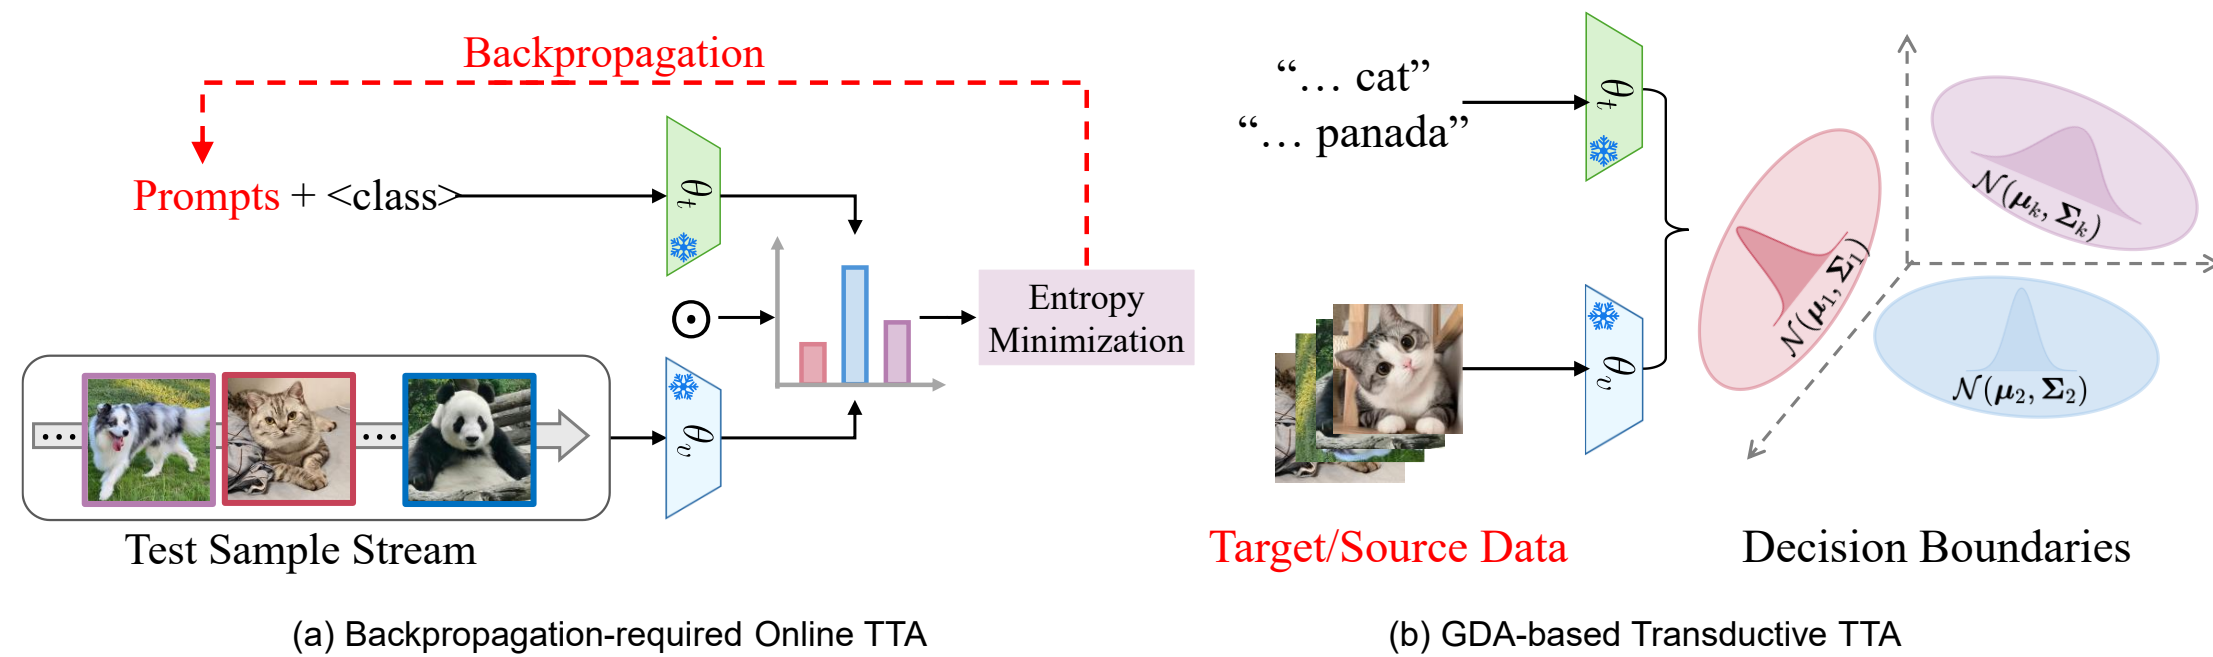 Backpropagation
Prompts + <class>
θt
⊙
θv
Entropy
Minimization
...
...
Test Sample Stream
(a) Backpropagation-required Online TTA
“... cat”
“... panada”
θt
θv
Target/Source Data
𝒩(μk, Σk)
𝒩(μ1, Σ1)
𝒩(μ2, Σ2)
Decision Boundaries
(b) GDA-based Transductive TTA